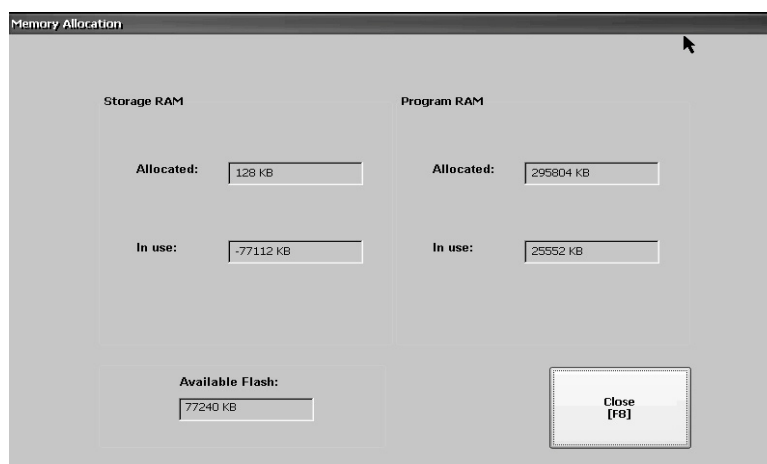 Memory Allocation
Storage RAM
Allocated: 128 KB
In use: -77112 KB
Program RAM
Allocated: 295804 KB
In use: 25552 KB
Available Flash:
77240 KB
Close
[F8]